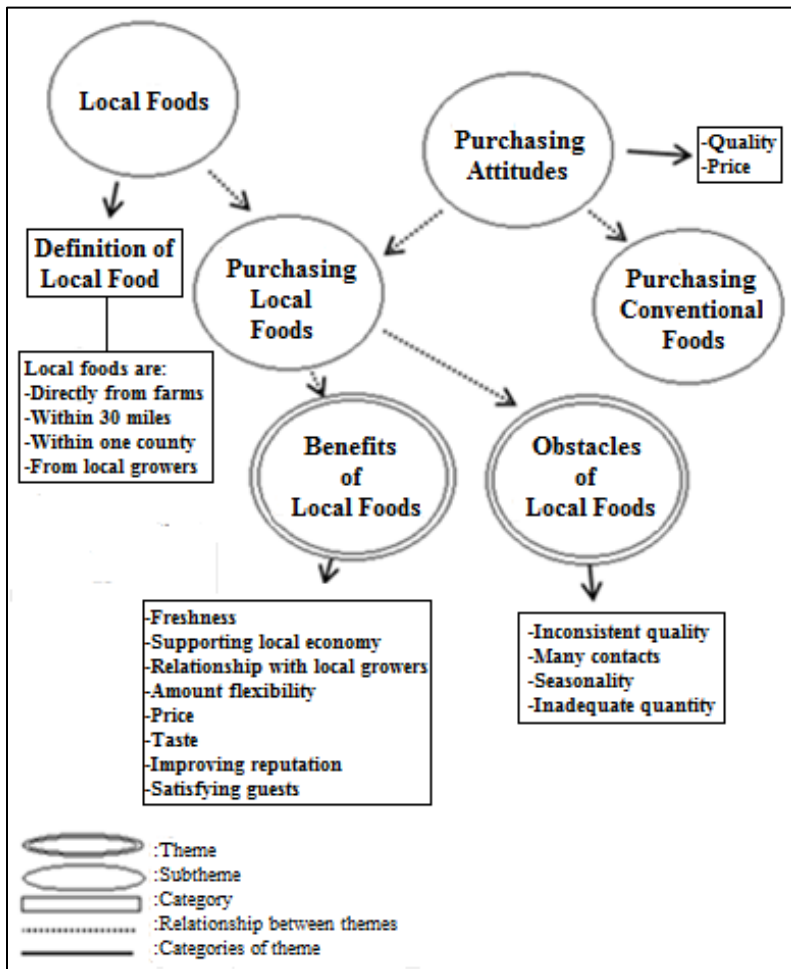 Local Foods
Purchasing
Attitudes
-Quality
-Price
Definition of
Local Food
Purchasing
Local
Foods
Purchasing
Conventional
Foods
Local foods are:
-Directly from farms
-Within 30 miles
-Within one county
-From local growers
Benefits
of
Local Foods
Obstacles
of
Local Foods
-Freshness
-Supporting local economy
-Relationship with local growers
-Amount flexibility
-Price
-Taste
-Improving reputation
-Satisfying guests
-Inconsistent quality
-Many contacts
-Seasonality
-Inadequate quantity
:Theme
:Subtheme
:Category
:Relationship between themes
:Categories of theme